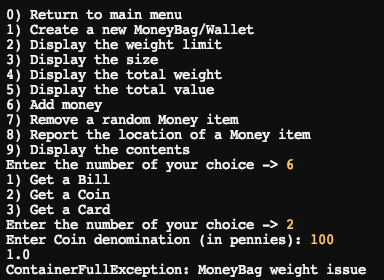 0) Return to main menu
1) Create a new MoneyBag/Wallet
2) Display the weight limit
3) Display the size
4) Display the total weight
5) Display the total value
6) Add money
7) Remove a random Money item
8) Report the location of a Money item
9) Display the contents
Enter the number of your choice -> 6
1) Get a Bill
2) Get a Coin
3) Get a Card
Enter the number of your choice -> 2
Enter Coin denomination (in pennies): 100
1.0
ContainerFullException: MoneyBag weight issue